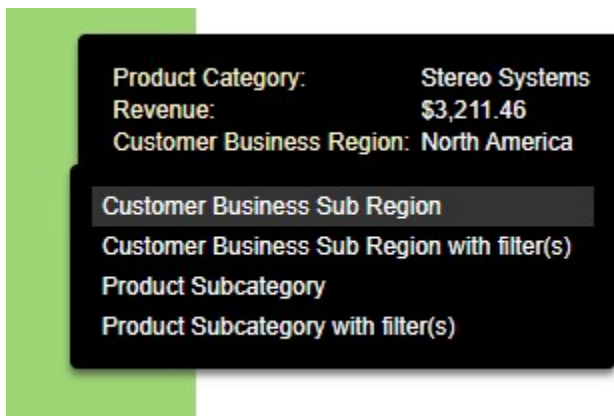 Product Category: Stereo Systems
Revenue: $3,211.46
Customer Business Region: North America
Customer Business Sub Region
Customer Business Sub Region with filter(s)
Product Subcategory
Product Subcategory with filter(s)